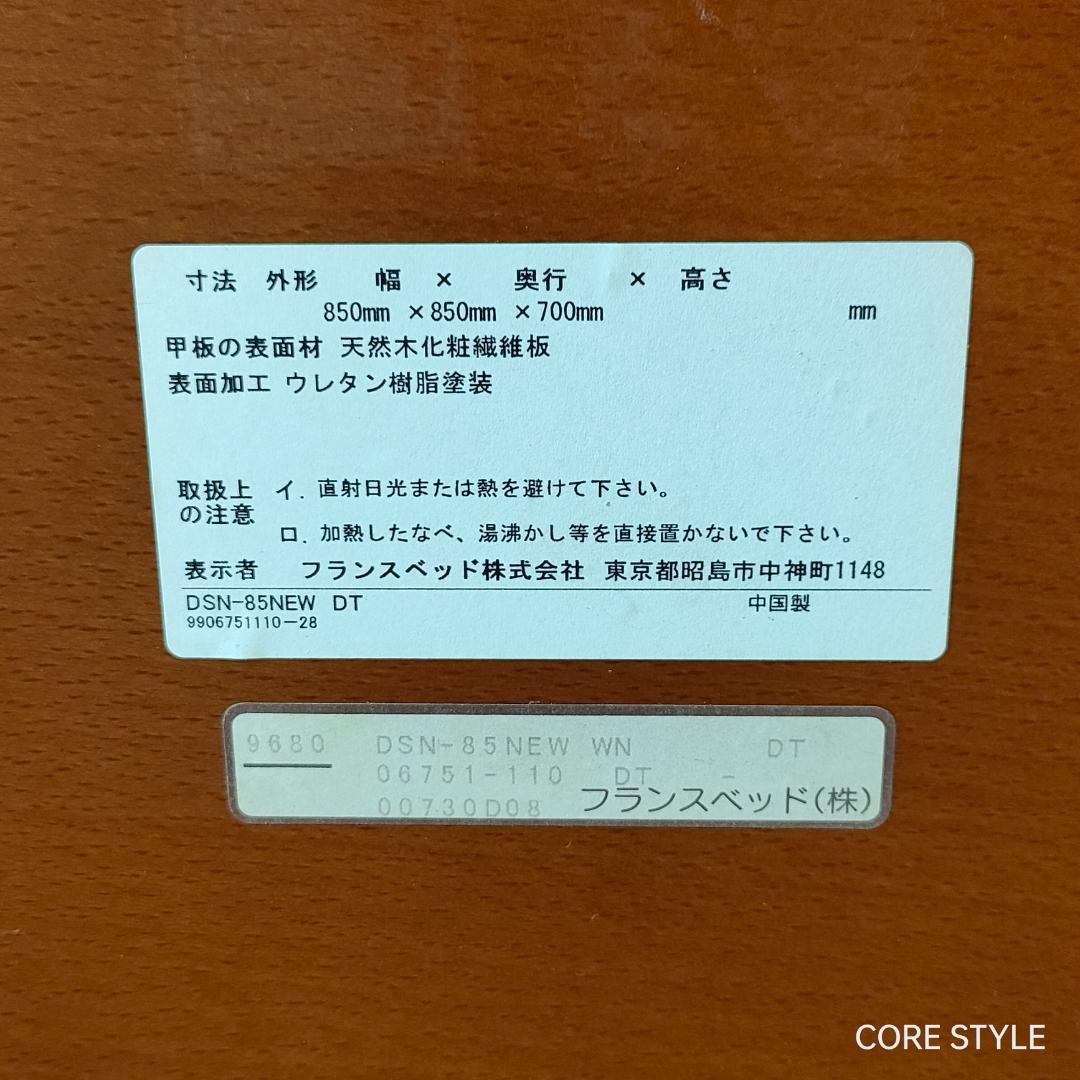 寸法 外形 幅 × 奥行 × 高さ
850mm ×850mm ×700mm mm
甲板の表面材 天然木化粧繊維板
表面加工 ウレタン樹脂塗装
取扱上の注意 イ. 直射日光または熱を避けて下さい。
ロ. 加熱したなべ、湯沸かし等を直接置かないで下さい。
表示者 フランスベッド株式会社 東京都昭島市中神町1148
DSN-85NEW DT 中国製
9906751110-28
9680 DSN-85NEW WN DT
06751-110 DT -
00730D08 フランスベッド(株)
CORE STYLE